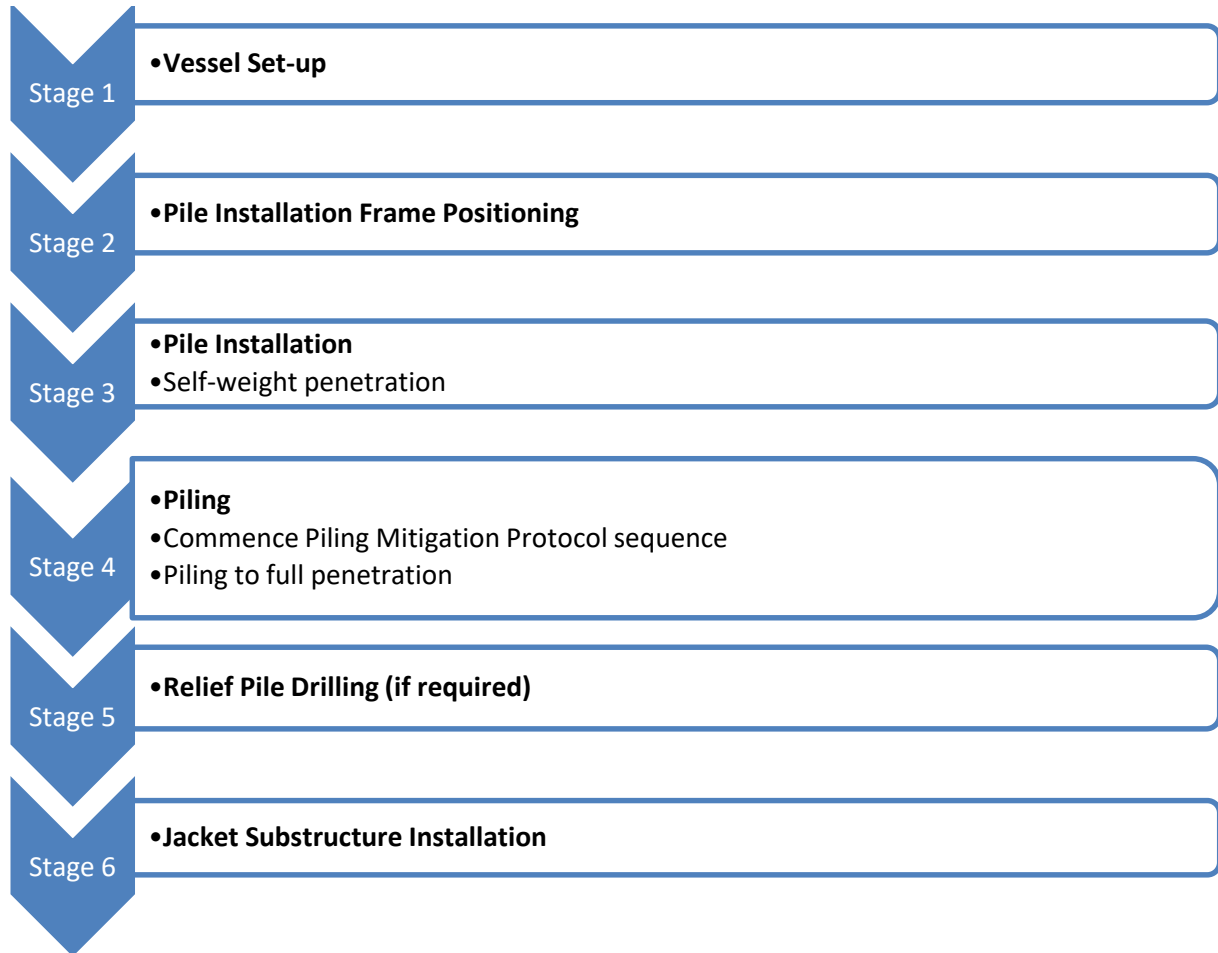 Stage 1
•Vessel Set-up
Stage 2
•Pile Installation Frame Positioning
Stage 3
•Pile Installation
•Self-weight penetration
Stage 4
•Piling
•Commence Piling Mitigation Protocol sequence
•Piling to full penetration
Stage 5
•Relief Pile Drilling (if required)
Stage 6
•Jacket Substructure Installation